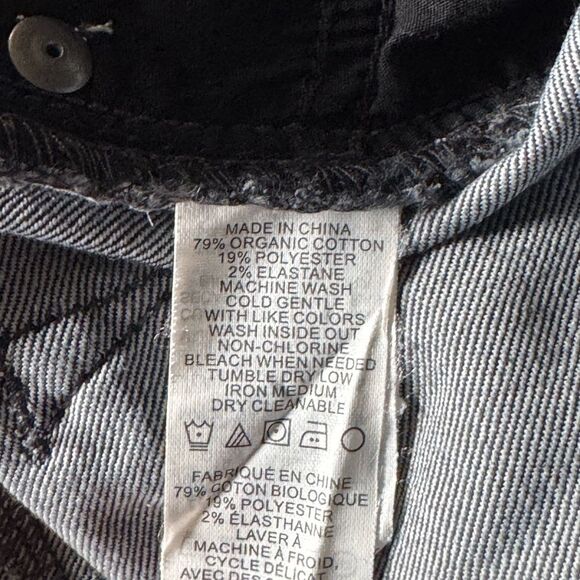 MADE IN CHINA
79% ORGANIC COTTON
19% POLYESTER
2% ELASTANE
MACHINE WASH
COLD GENTLE
WITH LIKE COLORS
WASH INSIDE OUT
NON-CHLORINE
BLEACH WHEN NEEDED
TUMBLE DRY LOW
IRON MEDIUM
DRY CLEANABLE
FABRIQUÉ EN CHINE
79% COTON BIOLOGIQUE
19% POLYESTER
2% ÉLASTHANNE
LAVER À
MACHINE À FROID,
CYCLE DÉLICAT
AVEC DES